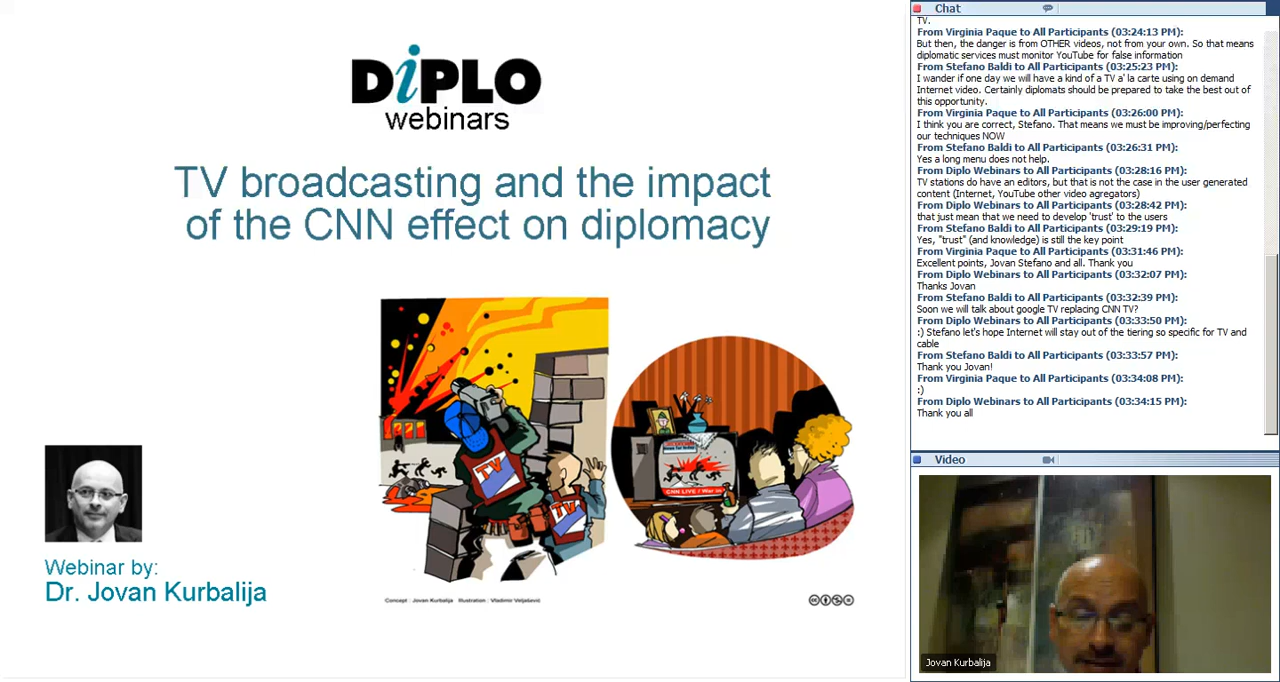 DiPLO
webinars
TV broadcasting and the impact
of the CNN effect on diplomacy
TV
TV
CNN LIVE / War in
Concept : Jovan Kurbalija Illustration : Vladimir Veljašević
cc
Webinar by:
Dr. Jovan Kurbalija
Chat
TV.
From Virginia Paque to All Participants (03:24:13 PM):
But then, the danger is from OTHER videos, not from your own. So that means
diplomatic services must monitor YouTube for false information
From Stefano Baldi to All Participants (03:25:23 PM):
I wander if one day we will have a kind of a TV a' la carte using on demand
Internet video. Certainly diplomats should be prepared to take the best out of
this opportunity.
From Virginia Paque to All Participants (03:26:00 PM):
I think you are correct, Stefano. That means we must be improving/perfecting
our techniques NOW
From Stefano Baldi to All Participants (03:26:31 PM):
Yes a long menu does not help.
From Diplo Webinars to All Participants (03:28:16 PM):
TV stations do have an editors, but that is not the case in the user generated
content (Internet, YouTube other video agregators)
From Diplo Webinars to All Participants (03:28:42 PM):
that just mean that we need to develop 'trust' to the users
From Stefano Baldi to All Participants (03:29:19 PM):
Yes, "trust" (and knowledge) is still the key point
From Virginia Paque to All Participants (03:31:46 PM):
Excellent points, Jovan Stefano and all. Thank you
From Diplo Webinars to All Participants (03:32:07 PM):
Thanks Jovan
From Stefano Baldi to All Participants (03:32:39 PM):
Soon we will talk about google TV replacing CNN TV?
From Diplo Webinars to All Participants (03:33:50 PM):
:) Stefano let's hope Internet will stay out of the tiering so specific for TV and
cable
From Stefano Baldi to All Participants (03:33:57 PM):
Thank you Jovan!
From Virginia Paque to All Participants (03:34:08 PM):
:)
From Diplo Webinars to All Participants (03:34:15 PM):
Thank you all
Video
Jovan Kurbalija